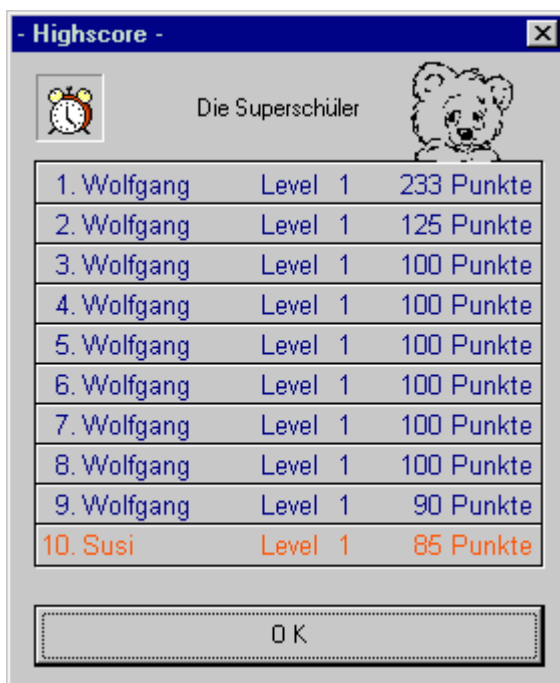 - Highscore -
Die Superschüler
1. Wolfgang Level 1 233 Punkte
2. Wolfgang Level 1 125 Punkte
3. Wolfgang Level 1 100 Punkte
4. Wolfgang Level 1 100 Punkte
5. Wolfgang Level 1 100 Punkte
6. Wolfgang Level 1 100 Punkte
7. Wolfgang Level 1 100 Punkte
8. Wolfgang Level 1 100 Punkte
9. Wolfgang Level 1 90 Punkte
10. Susi Level 1 85 Punkte
O K